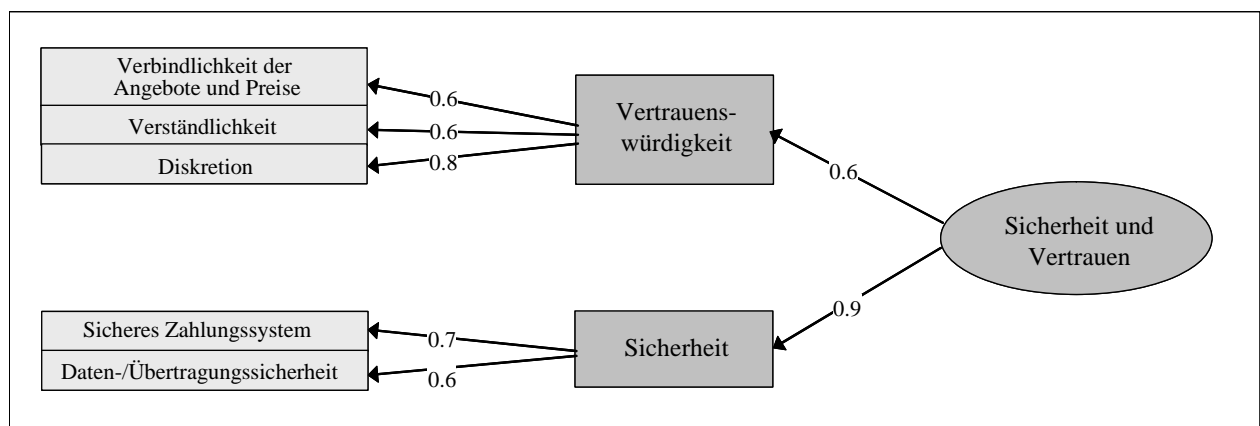 Verbindlichkeit der
Angebote und Preise
0.6
Vertrauens-
würdigkeit
Verständlichkeit
0.6
Diskretion
0.8
0.6
Sicherheit und
Vertrauen
0.9
Sicheres Zahlungssystem
0.7
Sicherheit
Daten-/Übertragungssicherheit
0.6